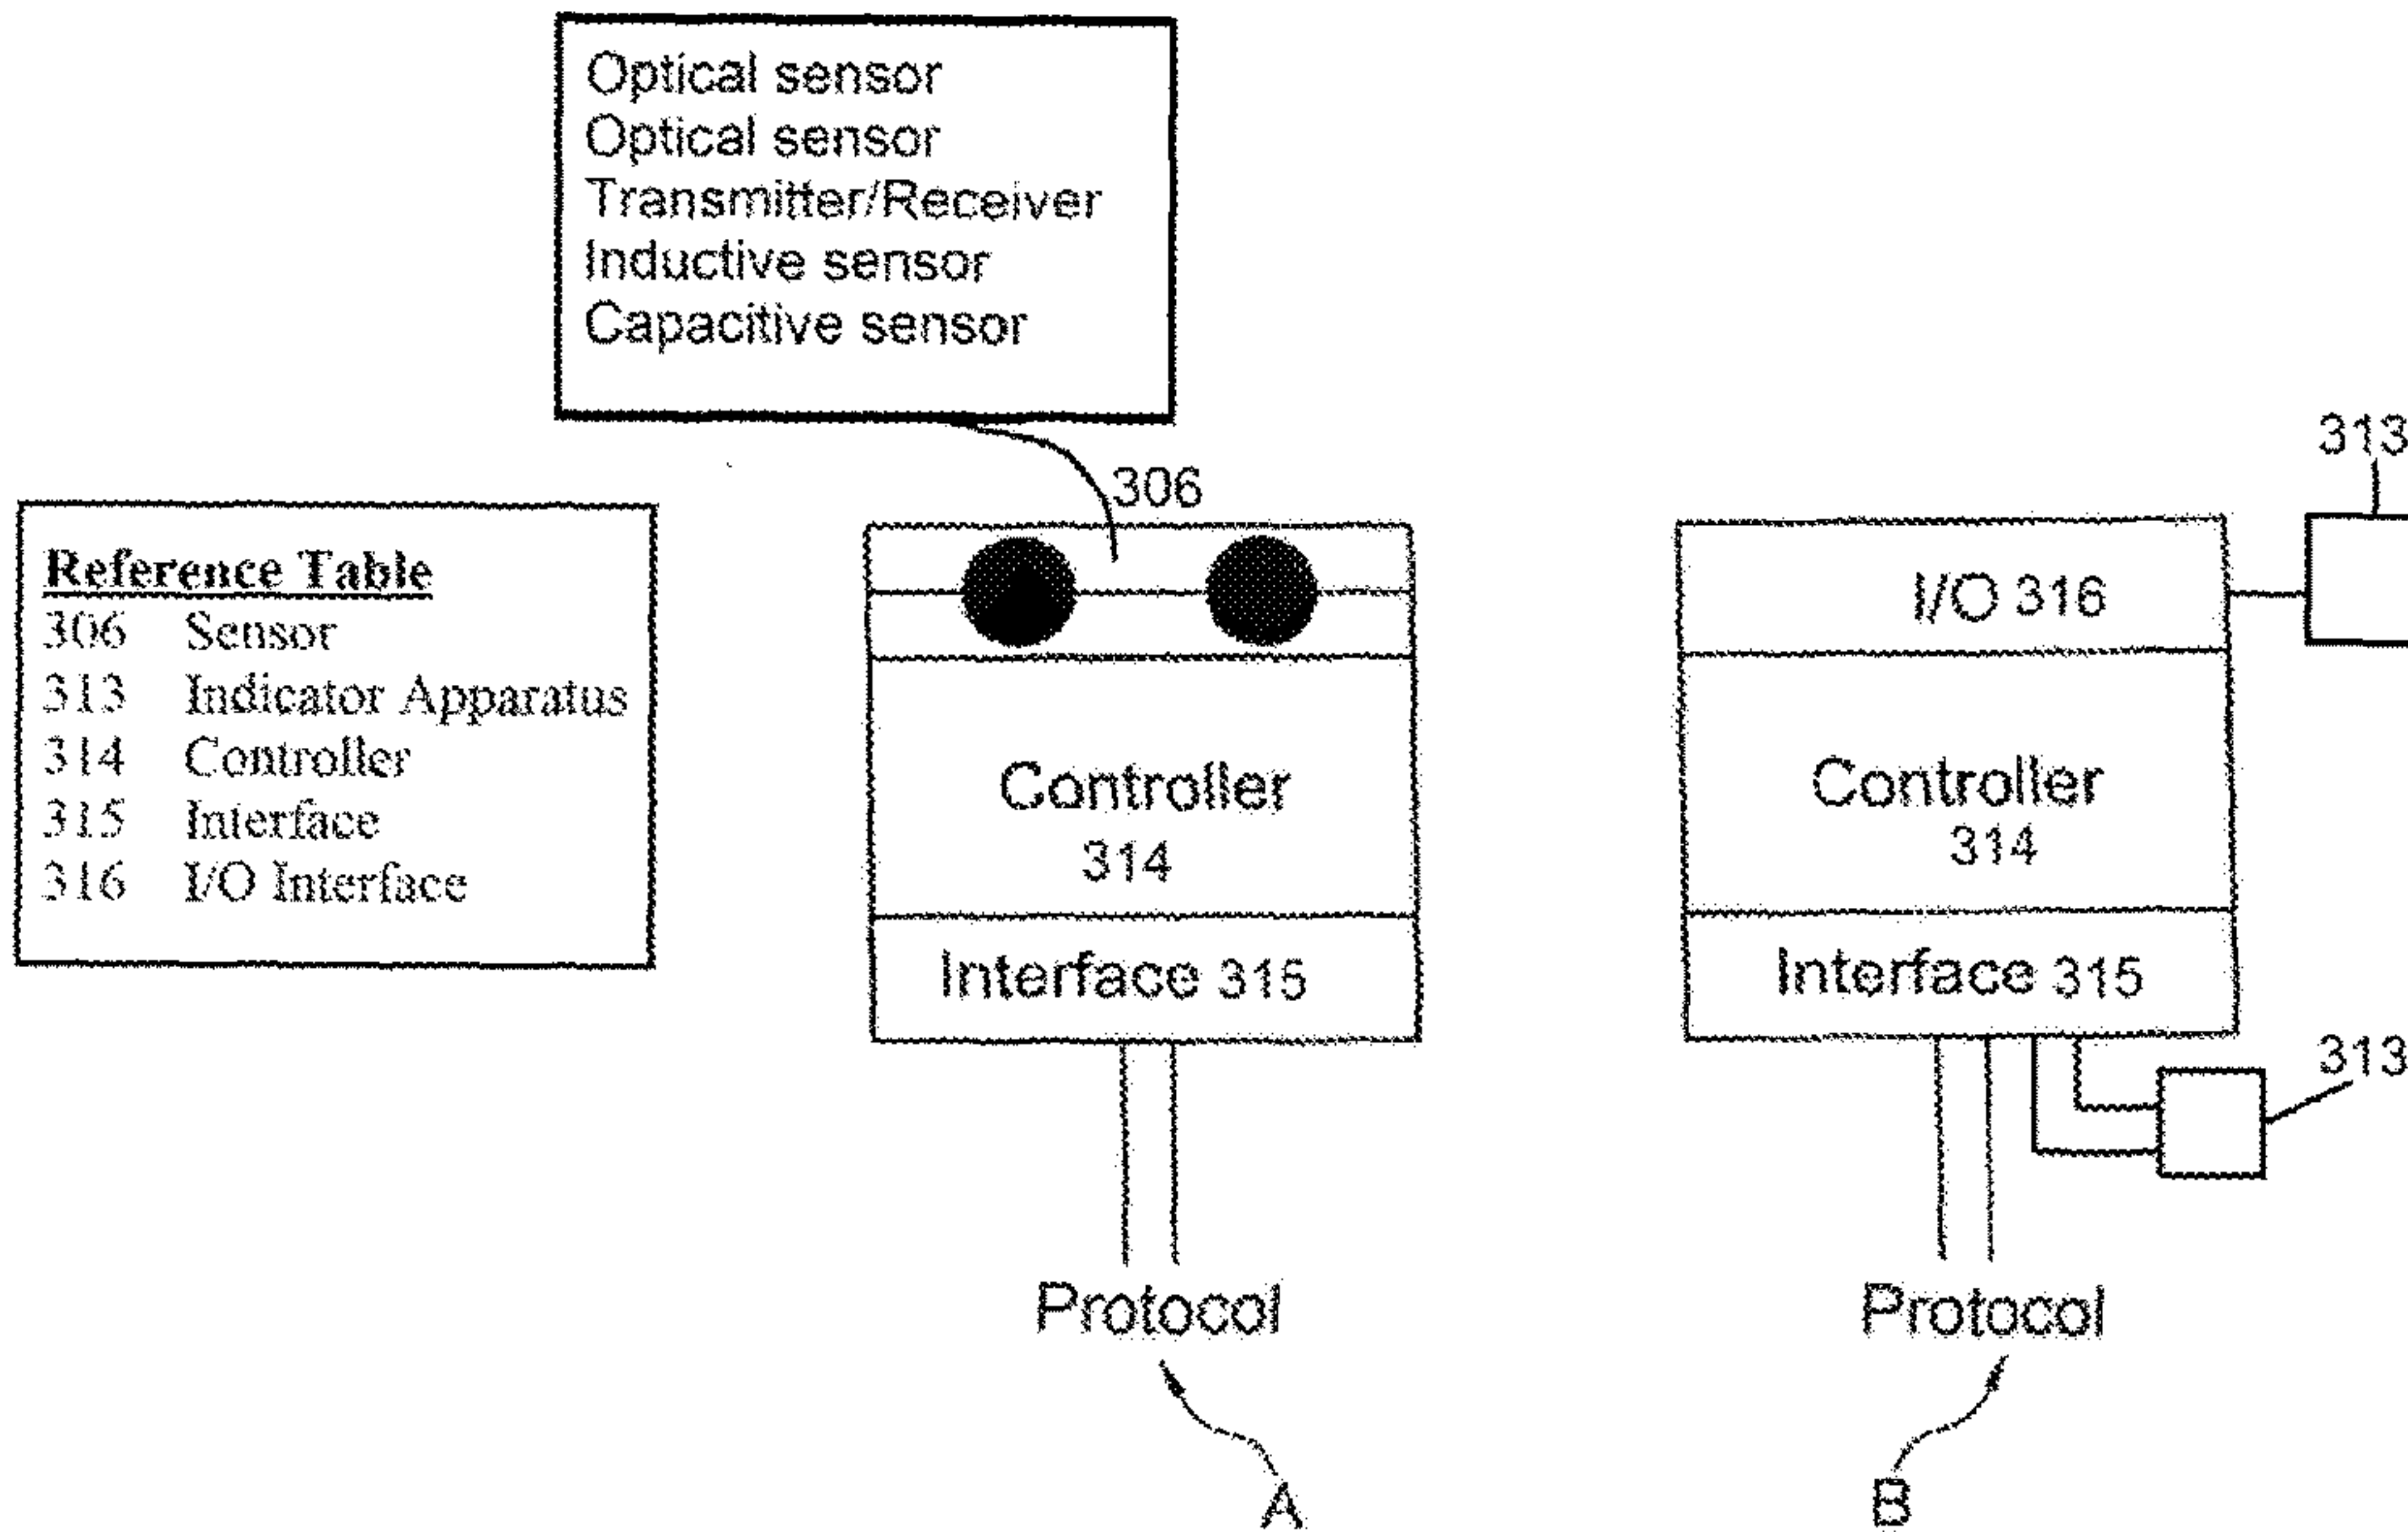 Optical sensor
Optical sensor
Transmitter/Receiver
Inductive sensor
Capacitive sensor
306
313
Reference Table
306 Sensor
313 Indicator Apparatus
314 Controller
315 Interface
316 I/O Interface
I/O 316
Controller
314
Controller
314
Interface 315
Interface 315
313
Protocol
Protocol
A
B